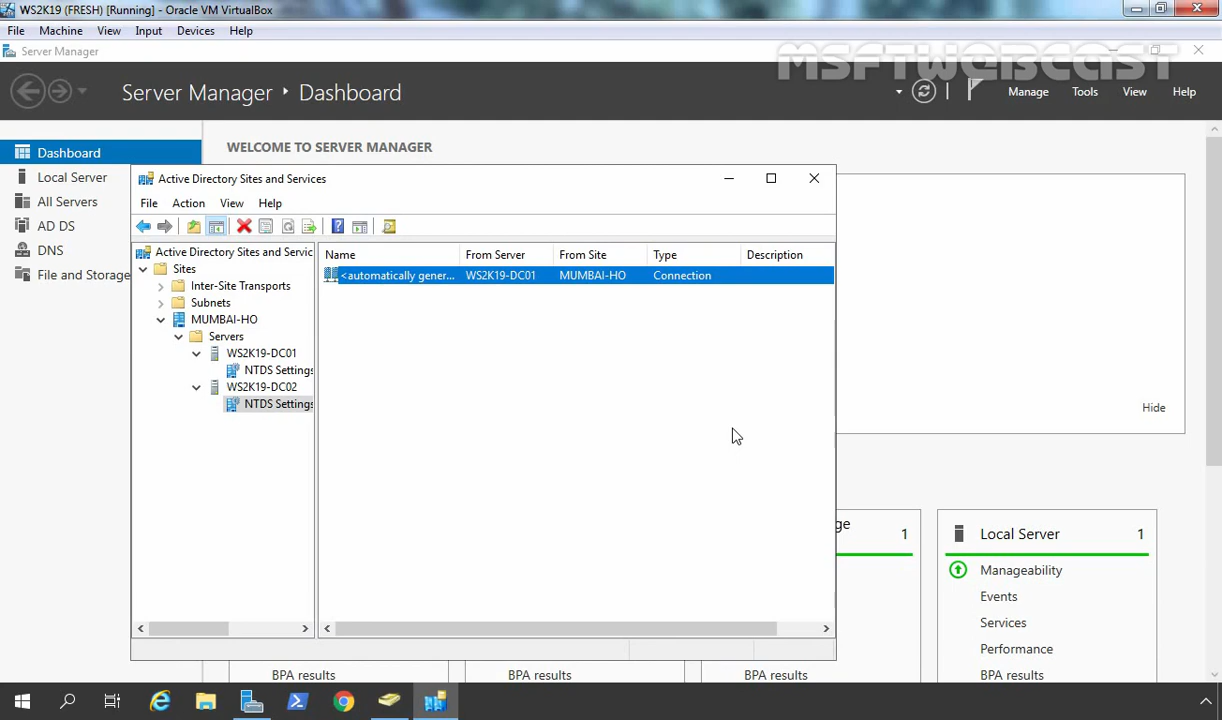 WS2K19 (FRESH) [Running] - Oracle VM VirtualBox
File Machine View Input Devices Help
Server Manager
MSFTWEBCAST
Server Manager • Dashboard
Manage Tools View Help
Dashboard
Local Server
All Servers
AD DS
DNS
File and Storage
WELCOME TO SERVER MANAGER
Active Directory Sites and Services
File Action View Help
Active Directory Sites and Servic
Sites
Inter-Site Transports
Subnets
MUMBAI-HO
Servers
WS2K19-DC01
NTDS Settings
WS2K19-DC02
NTDS Settings
Name From Server From Site Type Description
<automatically gener... WS2K19-DC01 MUMBAI-HO Connection
Hide
ge 1
Local Server 1
Manageability
Events
Services
Performance
BPA results BPA results BPA results BPA results